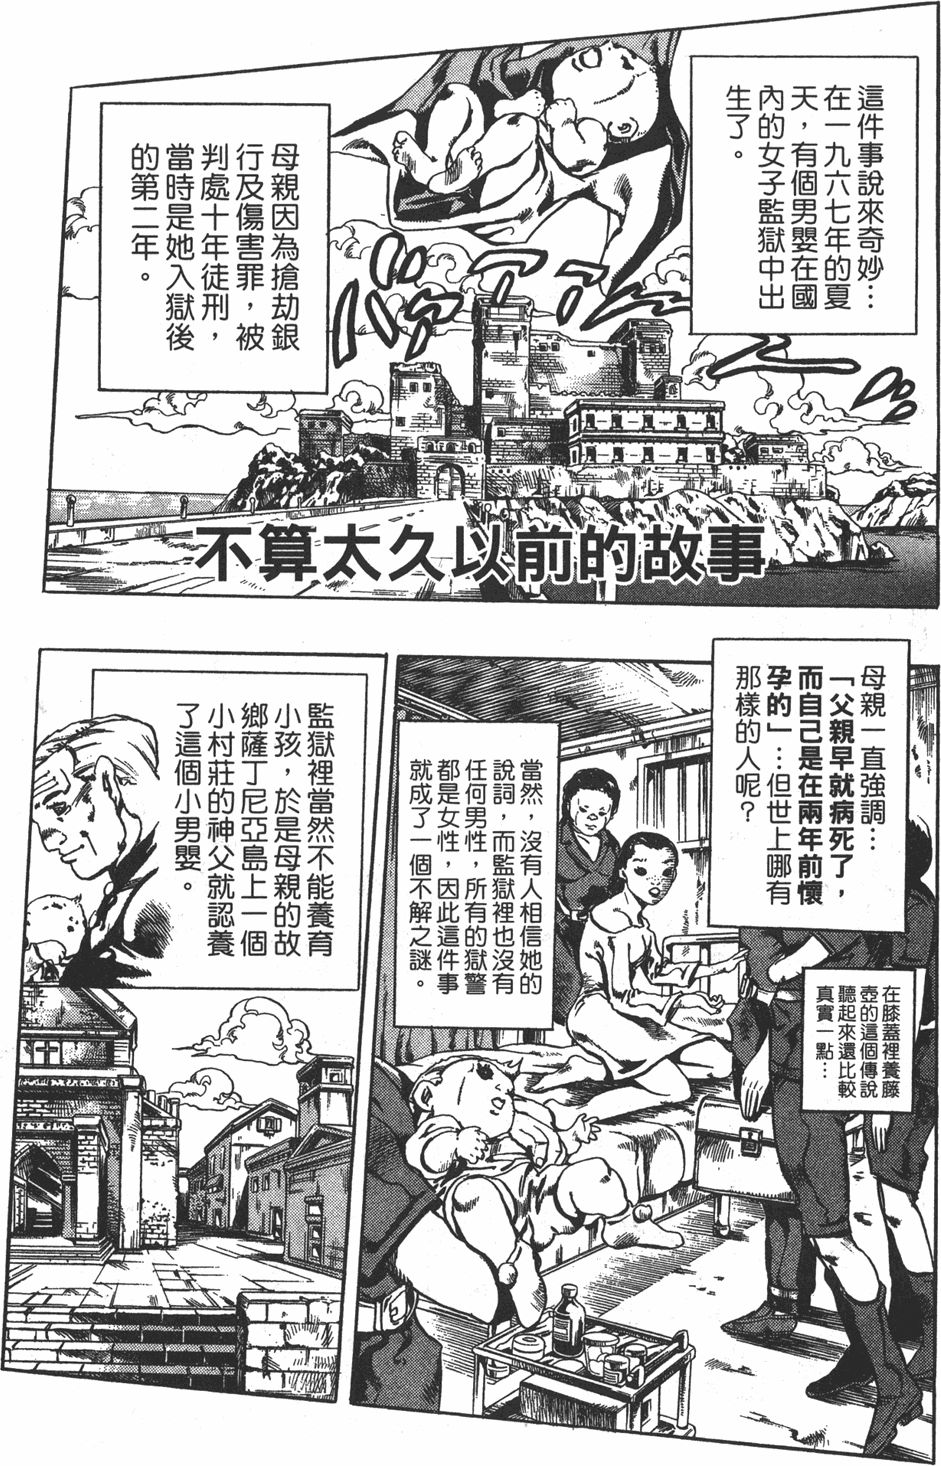 這件事說來奇妙…
在一九六七年的夏
天，有個男嬰在國
內的女子監獄中出
生了。
母親因為搶劫銀
行及傷害罪，被
判處十年徒刑，
當時是她入獄後
的第二年。
バァアアーッ
不算太久以前的故事
母親一直強調…
「父親早就病死了，
而自己是在兩年前懷
孕的」…但世上哪有
那樣的人呢？
在膝蓋裡養藤
壺的這個傳說
聽起來還比較
真實一點…
當然，沒有人相信她的
說詞，而監獄裡也沒有
任何男性，所有的獄警
都是女性，因此這件事
就成了一個不解之謎。
監獄裡當然不能養育
小孩，於是母親的故
鄉薩丁尼亞島上一個
小村莊的神父就認養
了這個小男嬰。